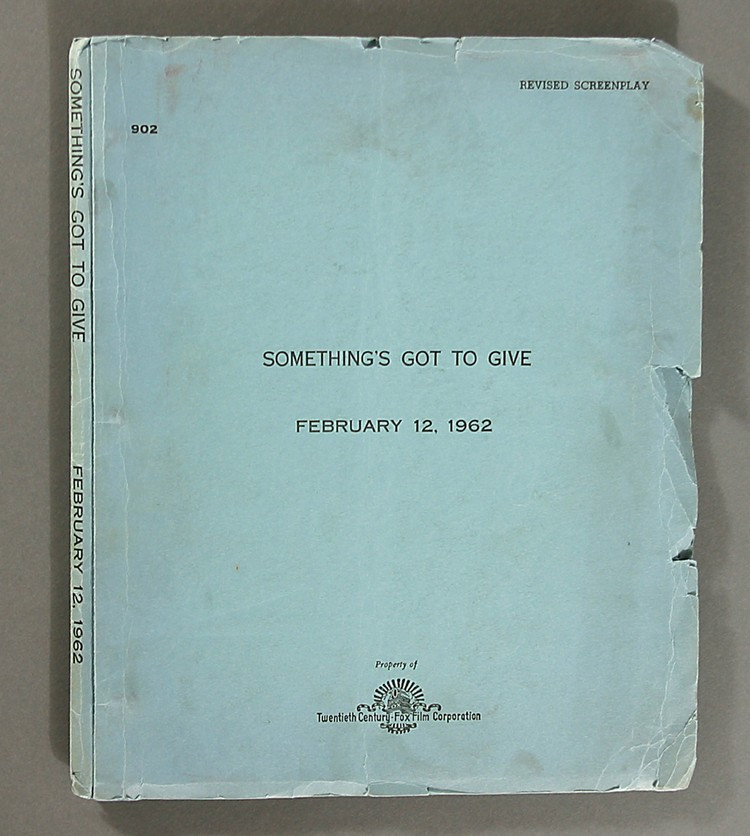 REVISED SCREENPLAY
902
SOMETHING'S GOT TO GIVE
FEBRUARY 12, 1962
Property of
Twentieth Century-Fox Film Corporation
SOMETHING'S GOT TO GIVE
FEBRUARY 12, 1962